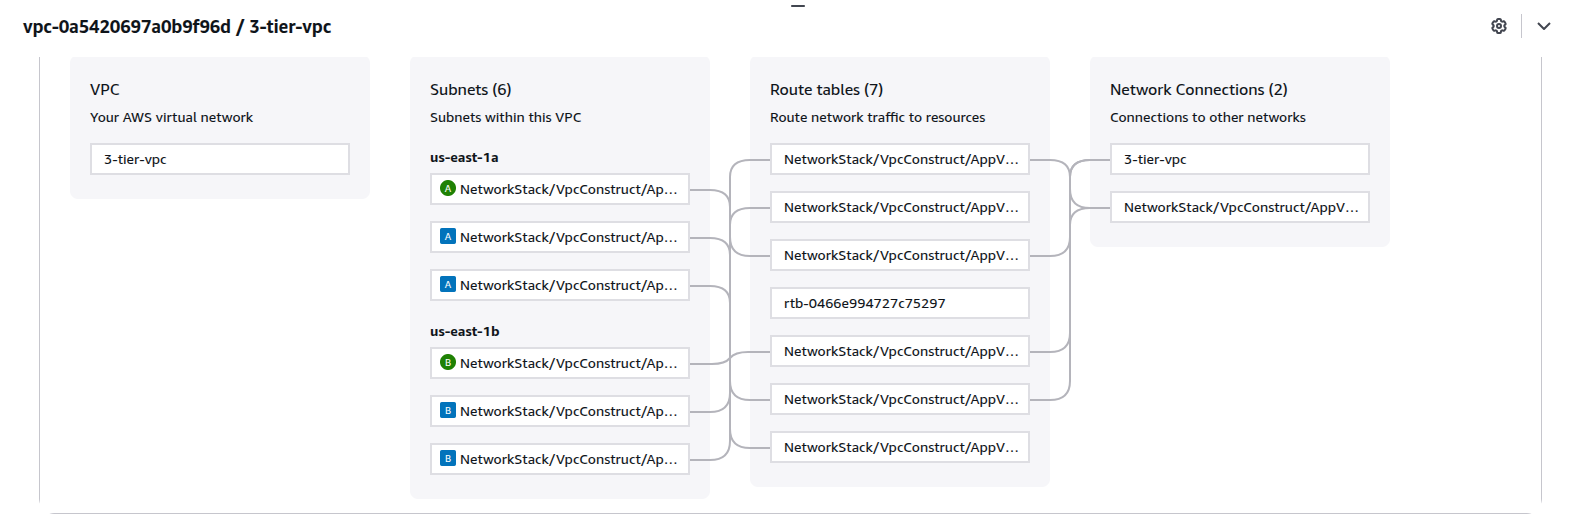 vpc-0a5420697a0b9f96d / 3-tier-vpc
VPC
Your AWS virtual network
3-tier-vpc
Subnets (6)
Subnets within this VPC
us-east-1a
A NetworkStack/VpcConstruct/Ap...
A NetworkStack/VpcConstruct/Ap...
A NetworkStack/VpcConstruct/Ap...
us-east-1b
B NetworkStack/VpcConstruct/Ap...
B NetworkStack/VpcConstruct/Ap...
B NetworkStack/VpcConstruct/Ap...
Route tables (7)
Route network traffic to resources
NetworkStack/VpcConstruct/AppV...
NetworkStack/VpcConstruct/AppV...
NetworkStack/VpcConstruct/AppV...
rtb-0466e994727c75297
NetworkStack/VpcConstruct/AppV...
NetworkStack/VpcConstruct/AppV...
NetworkStack/VpcConstruct/AppV...
Network Connections (2)
Connections to other networks
3-tier-vpc
NetworkStack/VpcConstruct/AppV...